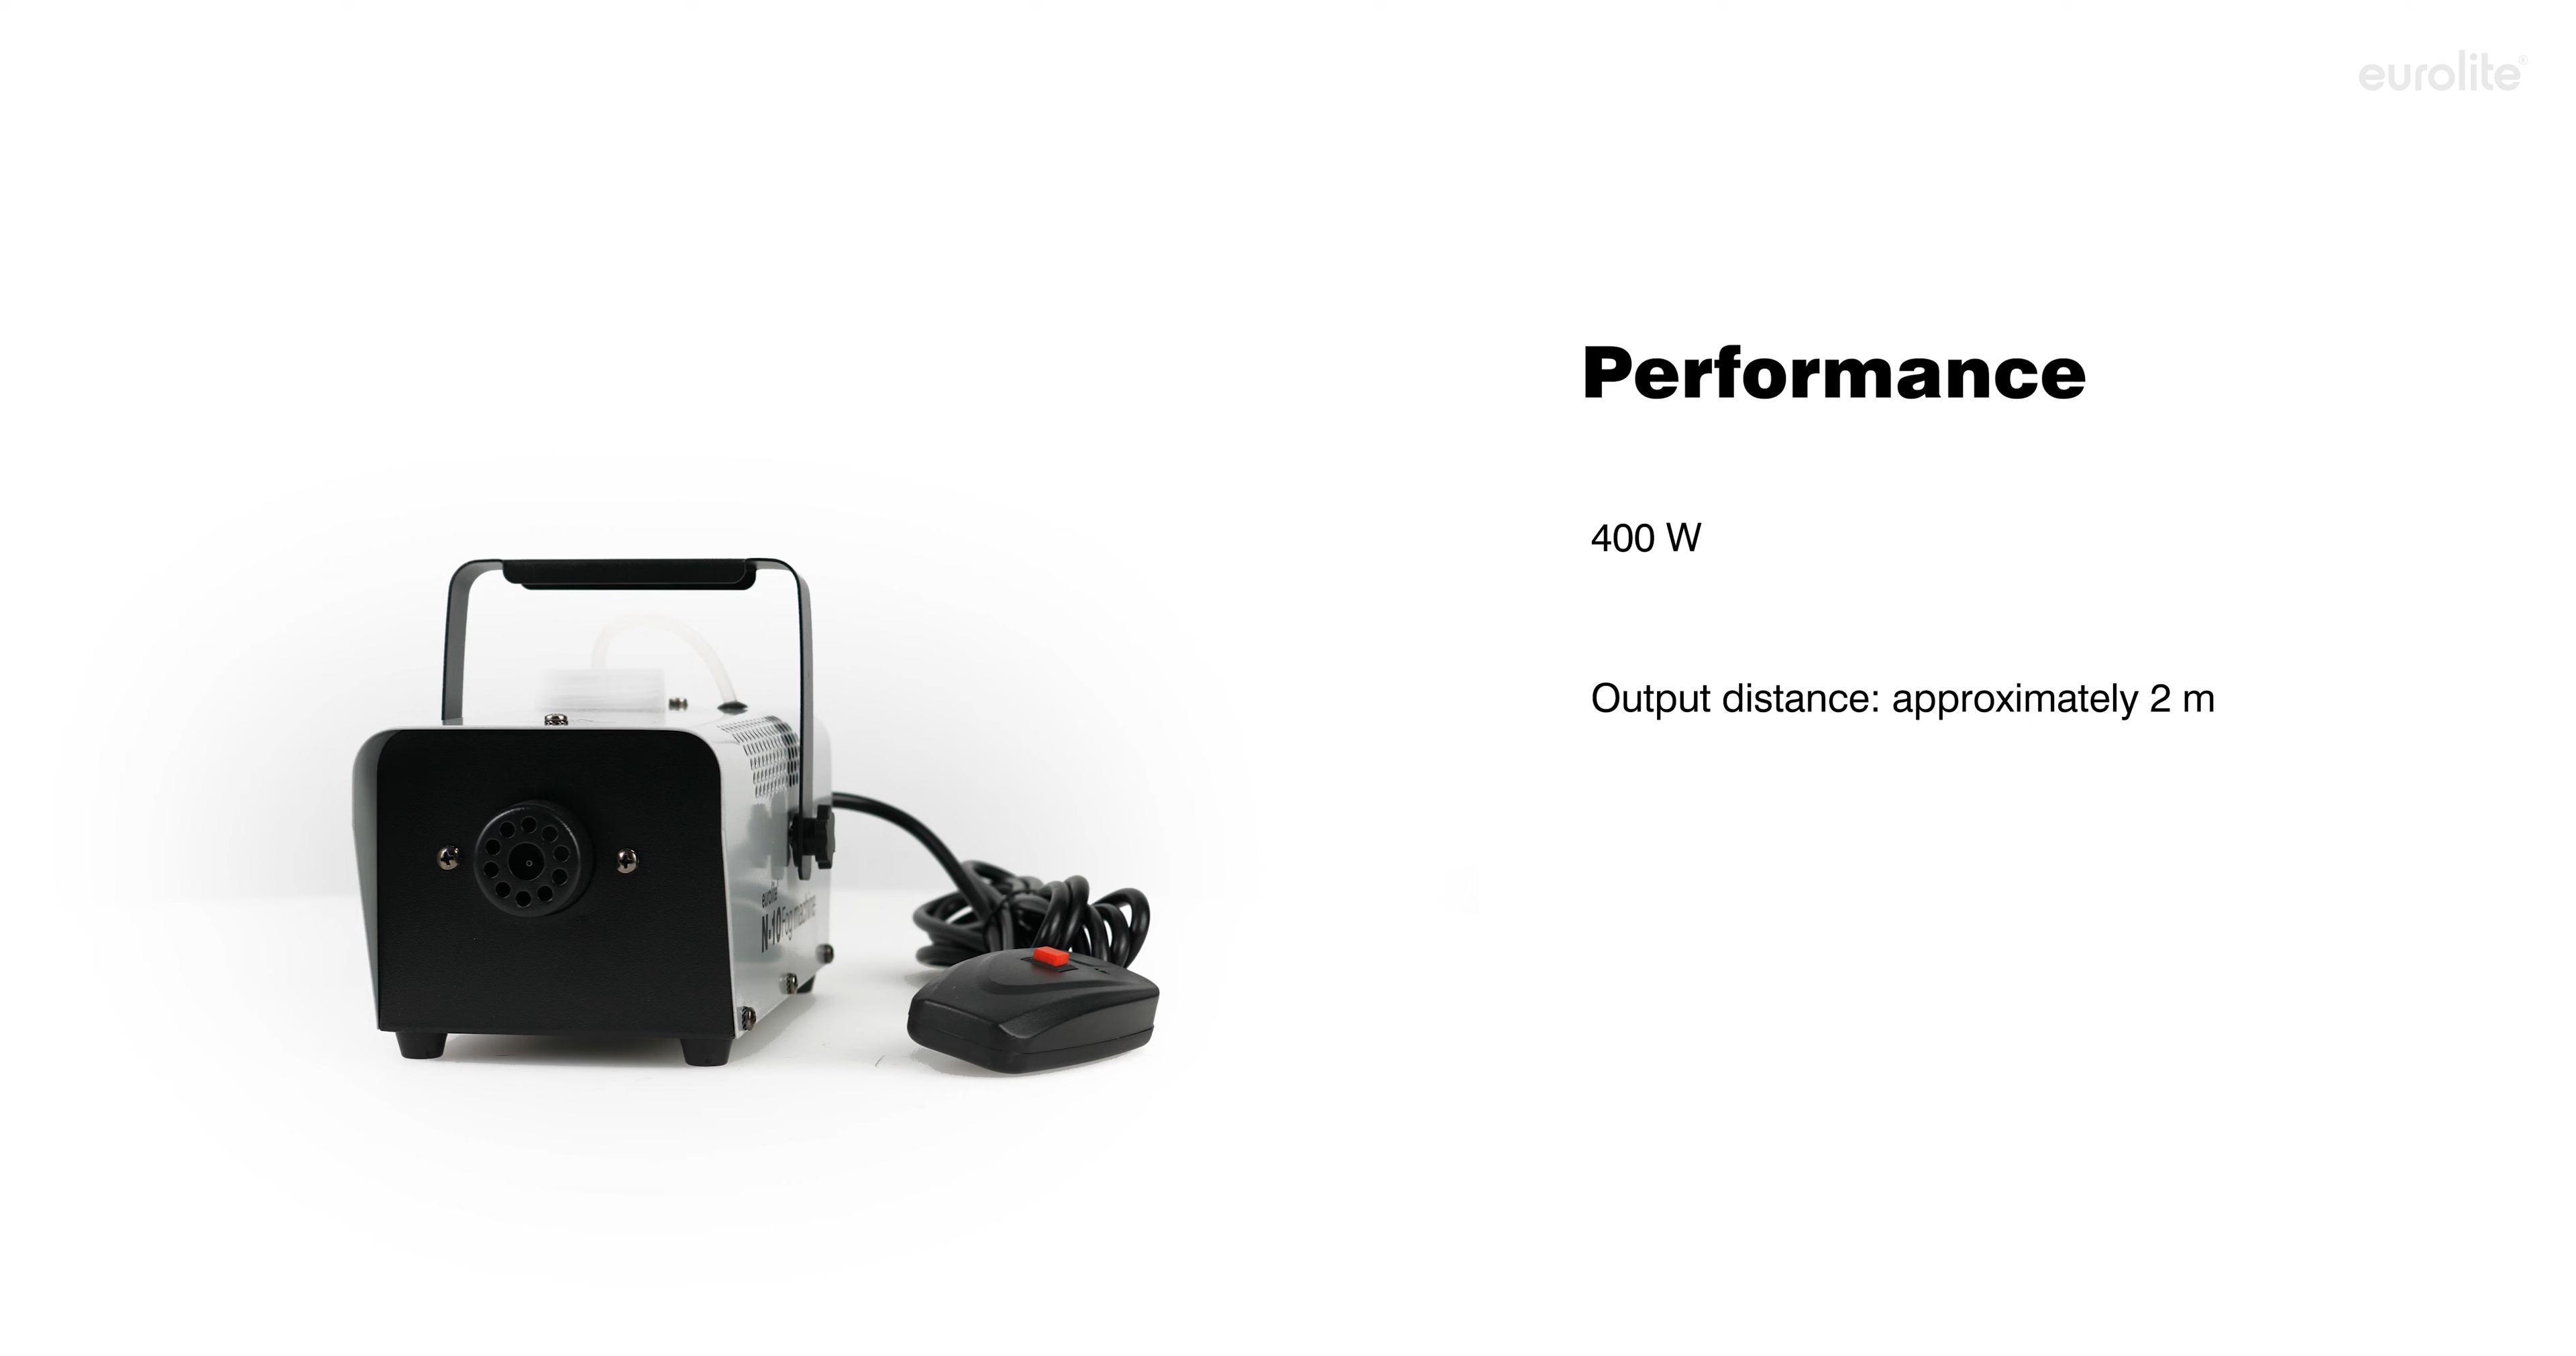 eurolite®
Performance
400 W
Output distance: approximately 2 m
eurolite
N-10 Fog machine